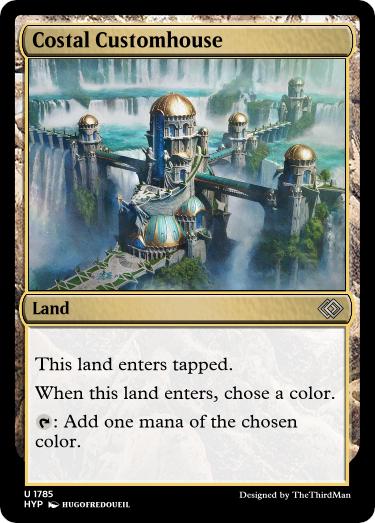 Costal Customhouse
Land
This land enters tapped.
When this land enters, chose a color.
: Add one mana of the chosen
color.
U 1785
HYP HUGOFREDOUEIL
Designed by TheThirdMan